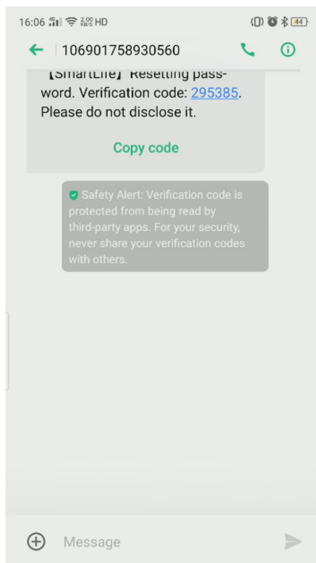 16:06 HD 44
106901758930560
【SmartLife】Resetting pass-
word. Verification code: 295385.
Please do not disclose it.
Copy code
Safety Alert: Verification code is
protected from being read by
third-party apps. For your security,
never share your verification codes
with others.
Message